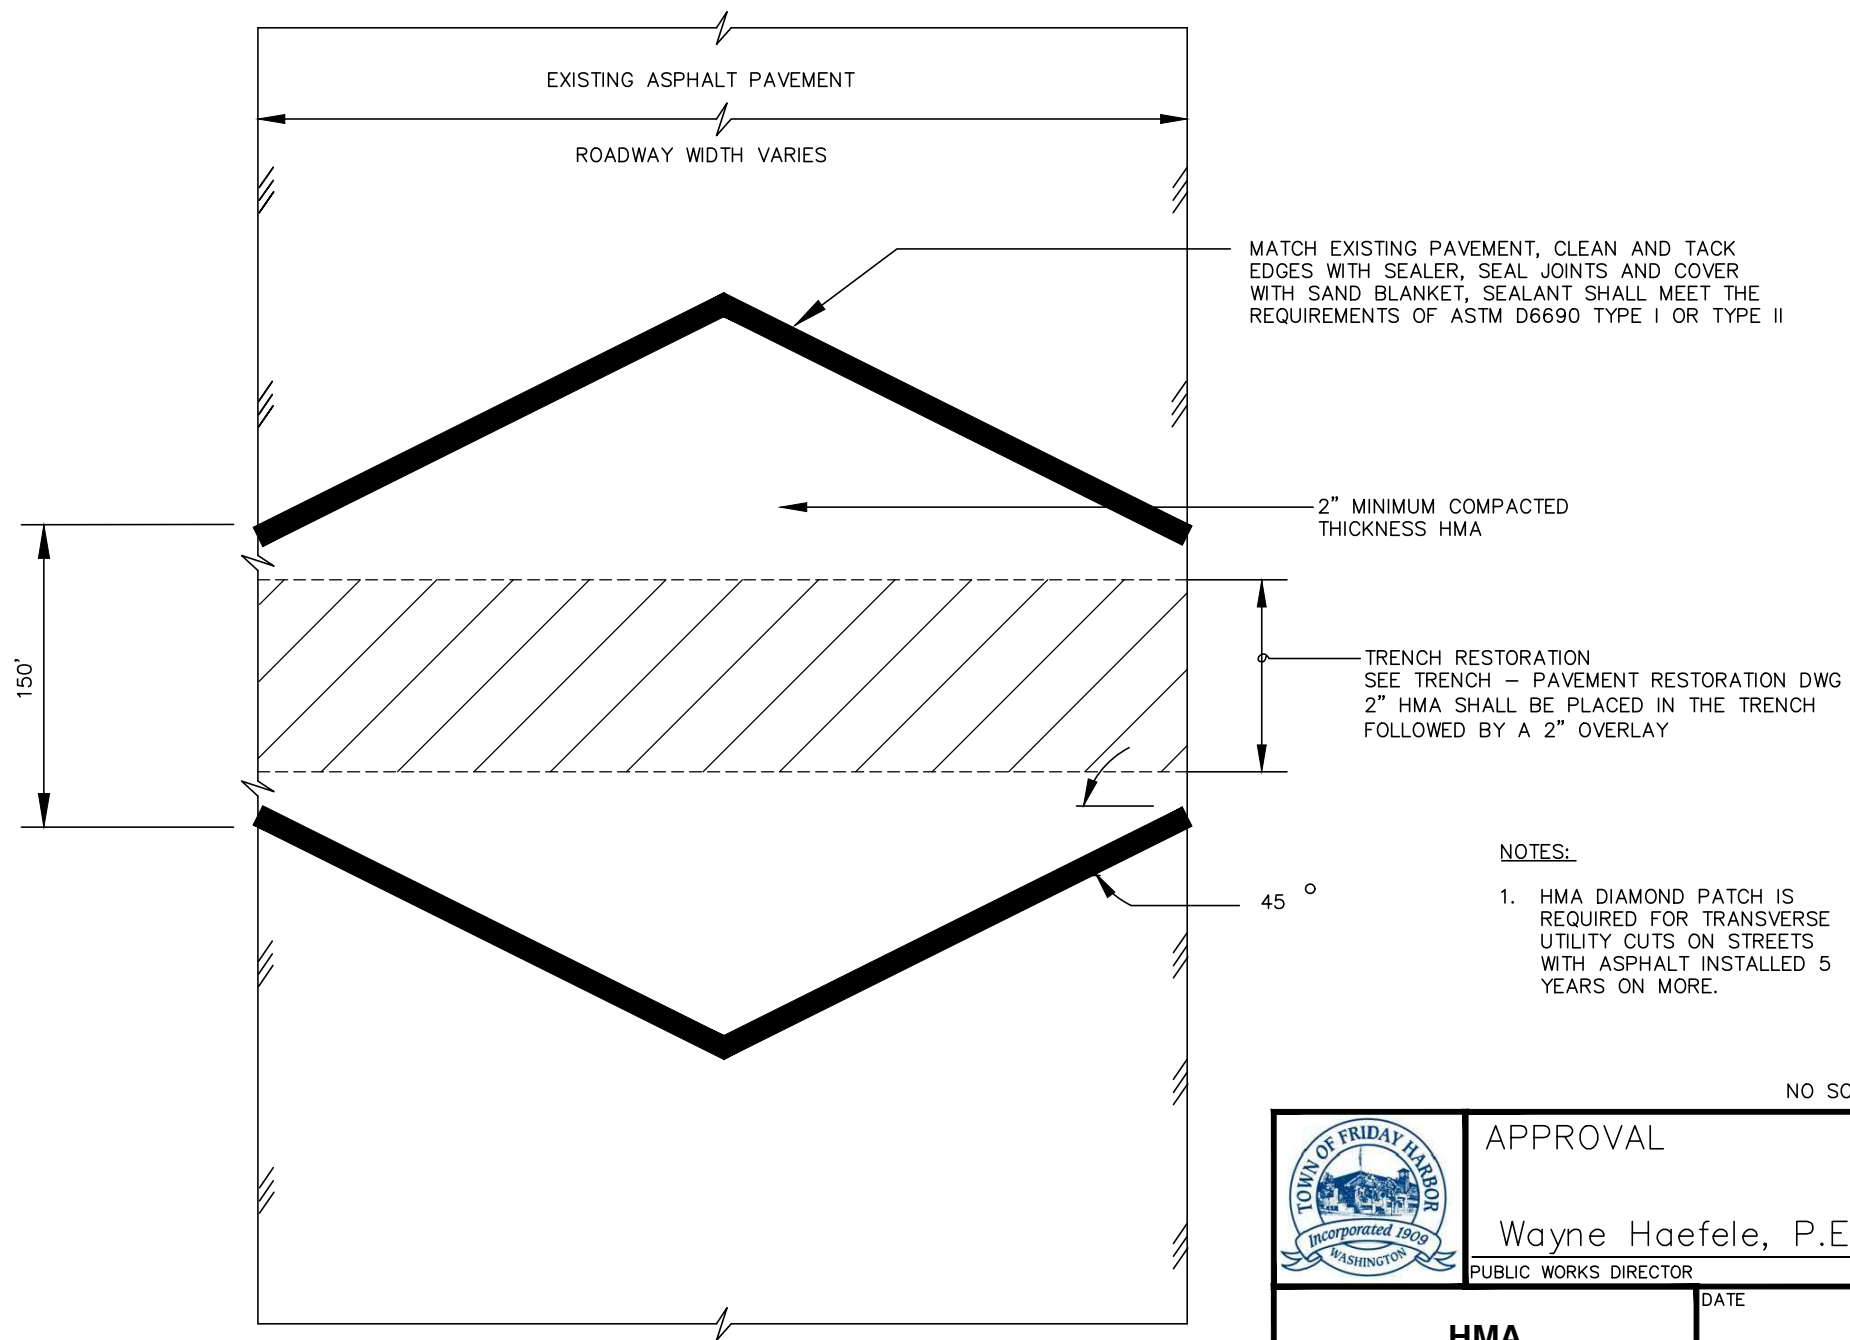 EXISTING ASPHALT PAVEMENT
ROADWAY WIDTH VARIES
MATCH EXISTING PAVEMENT, CLEAN AND TACK
EDGES WITH SEALER, SEAL JOINTS AND COVER
WITH SAND BLANKET, SEALANT SHALL MEET THE
REQUIREMENTS OF ASTM D6690 TYPE I OR TYPE II
2" MINIMUM COMPACTED
THICKNESS HMA
150'
TRENCH RESTORATION
SEE TRENCH – PAVEMENT RESTORATION DWG
2" HMA SHALL BE PLACED IN THE TRENCH
FOLLOWED BY A 2" OVERLAY
45 °
NOTES:
1. HMA DIAMOND PATCH IS
REQUIRED FOR TRANSVERSE
UTILITY CUTS ON STREETS
WITH ASPHALT INSTALLED 5
YEARS ON MORE.
NO
TOWN OF FRIDAY HARBOR
Incorporated 1909
WASHINGTON
APPROVAL
Wayne Haefele, P.E
PUBLIC WORKS DIRECTOR
DATE
HMA